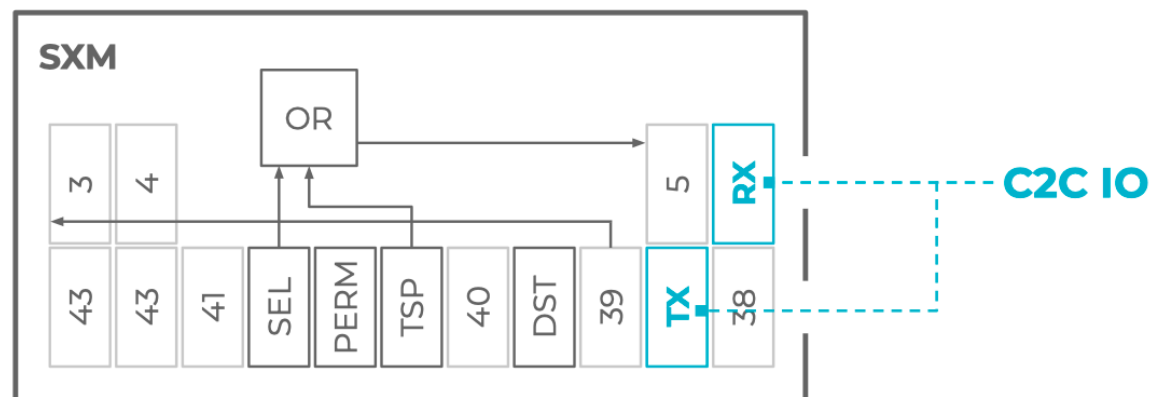 SXM
OR
3
4
5
RX
C2C IO
43
43
41
SEL
PERM
TSP
40
DST
39
TX
38